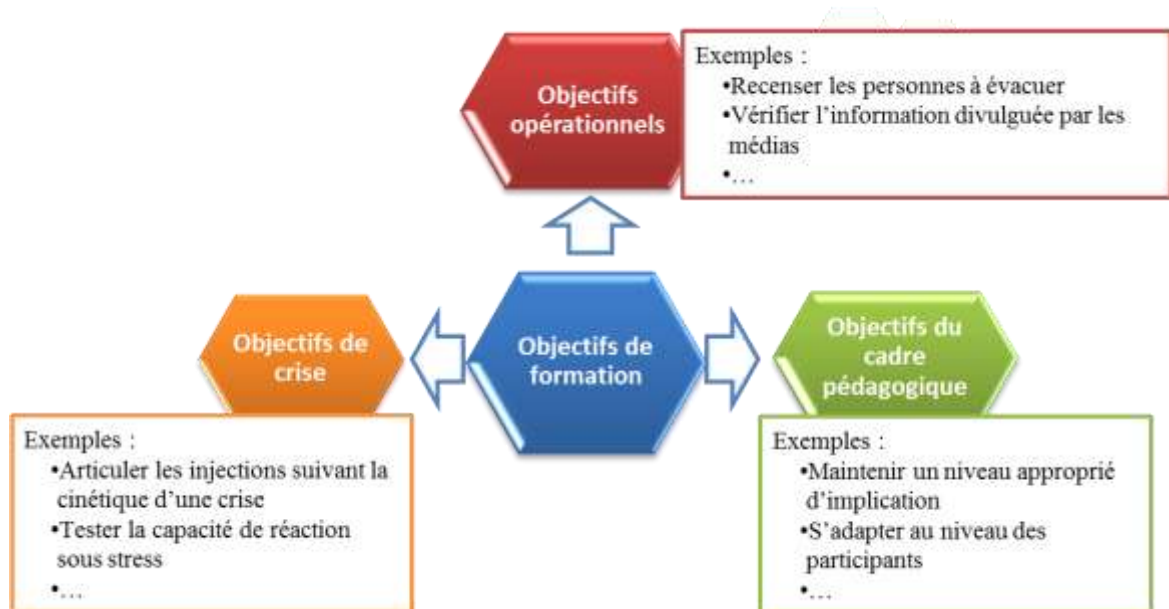 Objectifs
opérationnels
Exemples :
•Recenser les personnes à évacuer
•Vérifier l'information divulguée par les
médias
•…
Objectifs de
crise
Objectifs de
formation
Objectifs du
cadre
pédagogique
Exemples :
•Articuler les injections suivant la
cinétique d'une crise
•Tester la capacité de réaction
sous stress
•…
Exemples :
•Maintenir un niveau approprié
d'implication
•S'adapter au niveau des
participants
•…